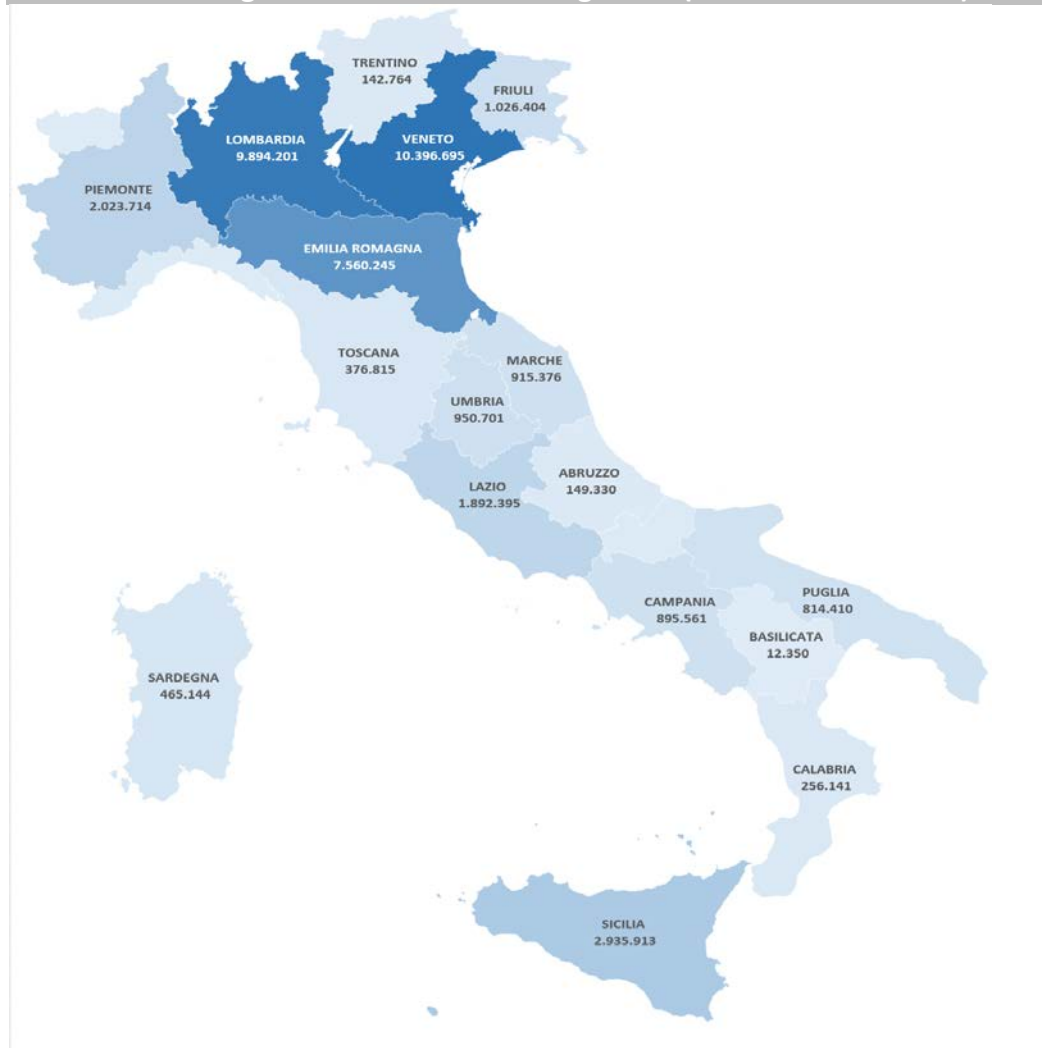 TRENTINO
142.764
FRIULI
1.026.404
LOMBARDIA
9.894.201
VENETO
10.396.695
PIEMONTE
2.023.714
EMILIA ROMAGNA
7.560.245
TOSCANA
376.815
MARCHE
915.376
UMBRIA
950.701
LAZIO
1.892.395
ABRUZZO
149.330
CAMPANIA
895.561
PUGLIA
814.410
BASILICATA
12.350
SARDEGNA
465.144
CALABRIA
256.141
SICILIA
2.935.913